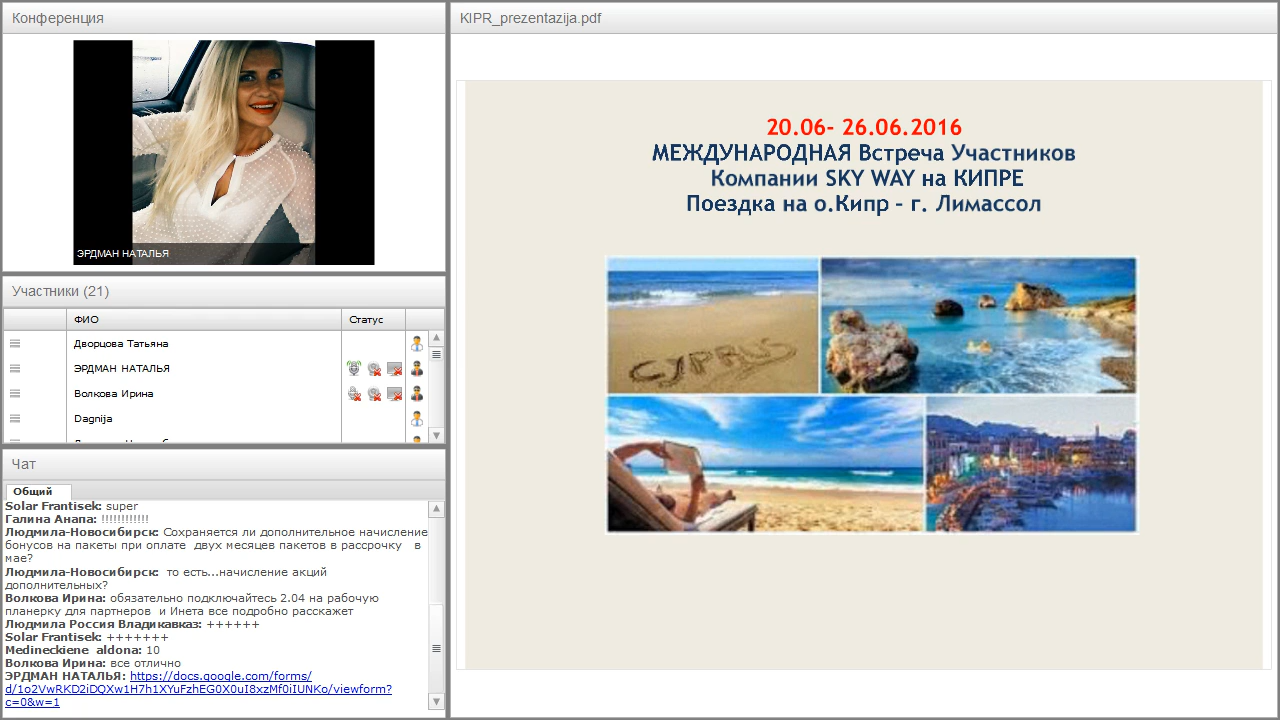 Конференция
ЭРДМАН НАТАЛЬЯ
Участники (21)
ФИО
Статус
Дворцова Татьяна
ЭРДМАН НАТАЛЬЯ
Волкова Ирина
Dagnija
Чат
Общий
Solar Frantisek: super
Галина Анапа: !!!!!!!!!!!!
Людмила-Новосибирск: Сохраняется ли дополнительное начисление
бонусов на пакеты при оплате двух месяцев пакетов в рассрочку в
мае?
Людмила-Новосибирск: то есть...начисление акций
дополнительных?
Волкова Ирина: обязательно подключайтесь 2.04 на рабочую
планерку для партнеров и Инета все подробно расскажет
Людмила Россия Владикавказ: ++++++
Solar Frantisek: +++++++
Medineckiene aldona: 10
Волкова Ирина: все отлично
ЭРДМАН НАТАЛЬЯ: https://docs.google.com/forms/
d/1o2VwRKD2iDQXw1H7h1XYuFzhEG0X0uI8xzMf0iIUNKo/viewform?
c=0&w=1
KIPR_prezentazija.pdf
20.06- 26.06.2016
МЕЖДУНАРОДНАЯ Встреча Участников
Компании SKY WAY на КИПРЕ
Поездка на о.Кипр - г. Лимассол
CYPRUS